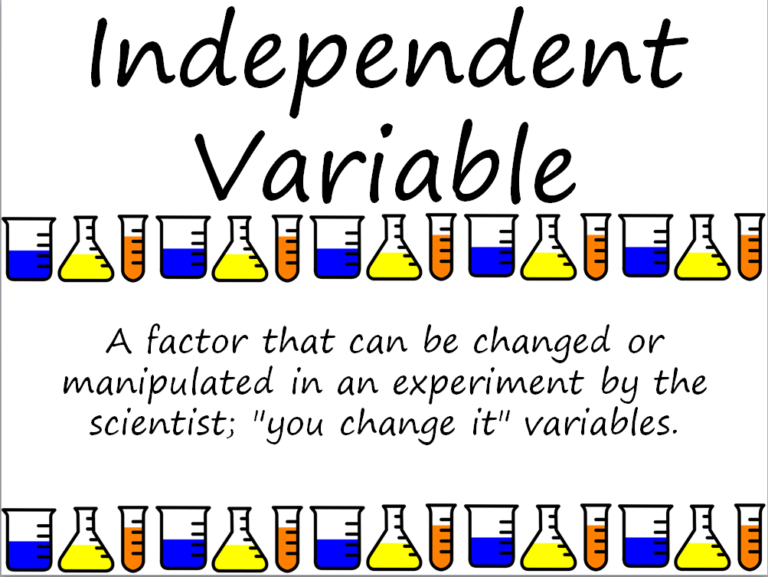 Independent
Variable
A factor that can be changed or
manipulated in an experiment by the
scientist; "you change it" variables.